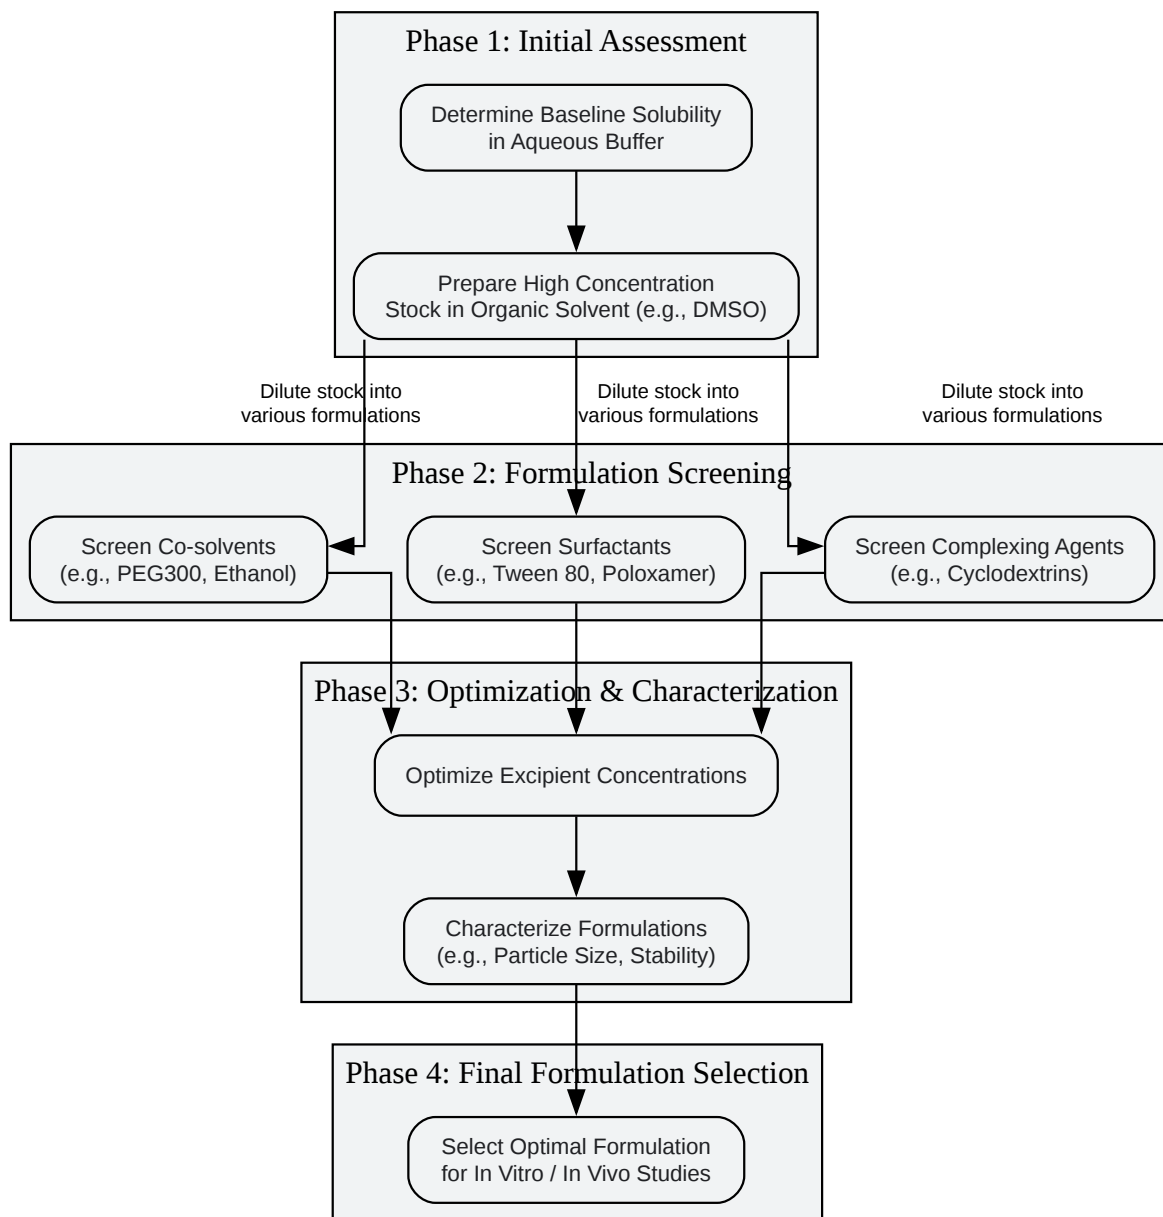 Phase 1: Initial Assessment
Determine Baseline Solubility
in Aqueous Buffer
Prepare High Concentration
Stock in Organic Solvent (e.g., DMSO)
Dilute stock into
various formulations
Dilute stock into
various formulations
Dilute stock into
various formulations
Phase 2: Formulation Screening
Screen Co-solvents
(e.g., PEG300, Ethanol)
Screen Surfactants
(e.g., Tween 80, Poloxamer)
Screen Complexing Agents
(e.g., Cyclodextrins)
Phase 3: Optimization & Characterization
Optimize Excipient Concentrations
Characterize Formulations
(e.g., Particle Size, Stability)
Phase 4: Final Formulation Selection
Select Optimal Formulation
for In Vitro / In Vivo Studies